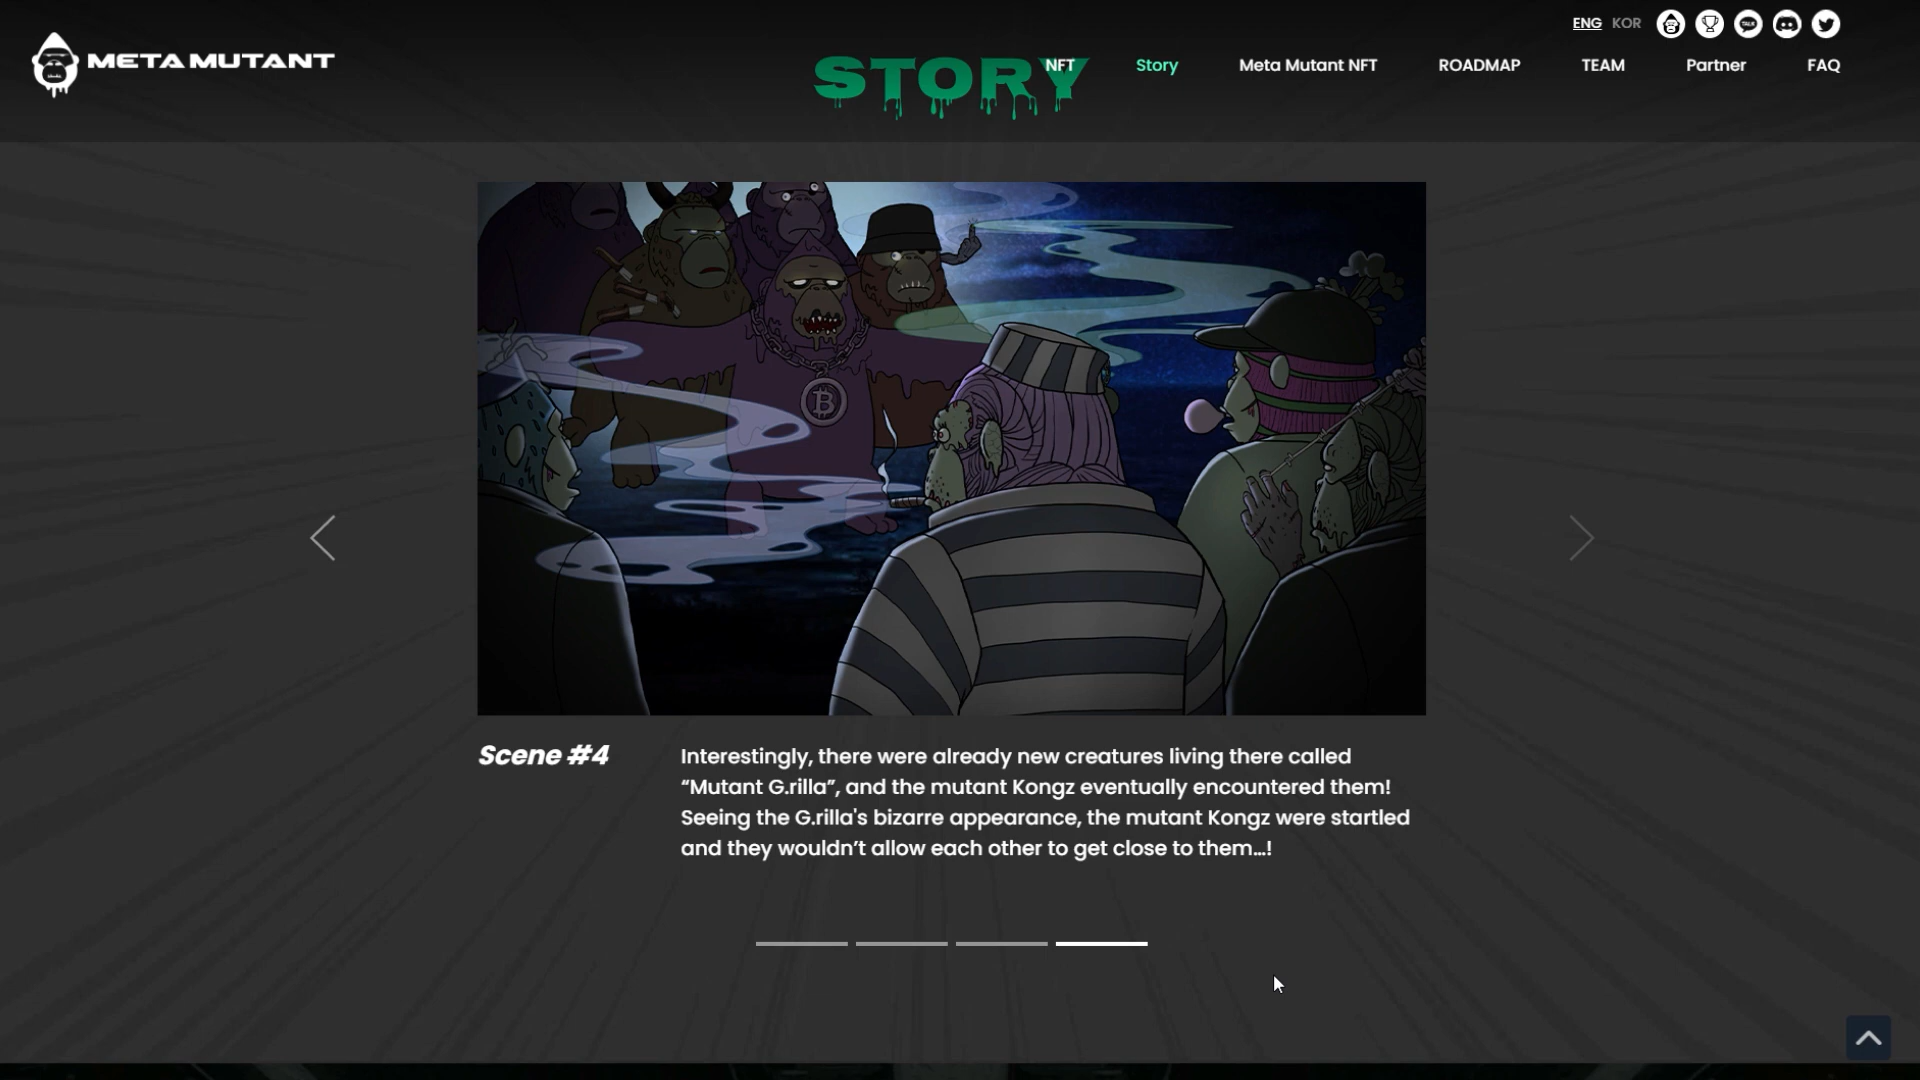 ENG KOR
META MUTANT
STORY
NFT Story Meta Mutant NFT ROADMAP TEAM Partner FAQ
Scene #4
Interestingly, there were already new creatures living there called
“Mutant G.rilla”, and the mutant Kongz eventually encountered them!
Seeing the G.rilla's bizarre appearance, the mutant Kongz were startled
and they wouldn’t allow each other to get close to them...!